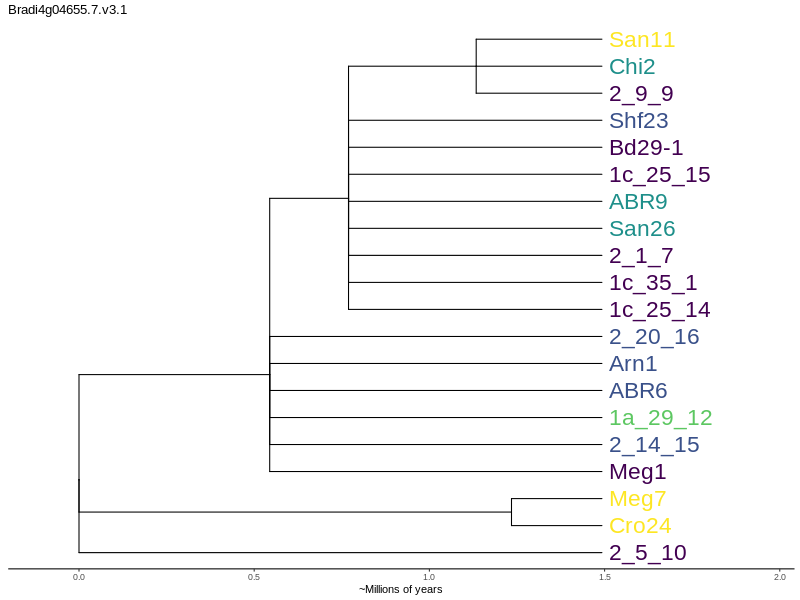 Bradi4g04655.7.v3.1
San11
Chi2
2_9_9
Shf23
Bd29-1
1c_25_15
ABR9
San26
2_1_7
1c_35_1
1c_25_14
2_20_16
Arn1
ABR6
1a_29_12
2_14_15
Meg1
Meg7
Cro24
2_5_10
0.0 0.5 1.0 1.5 2.0
~Millions of years